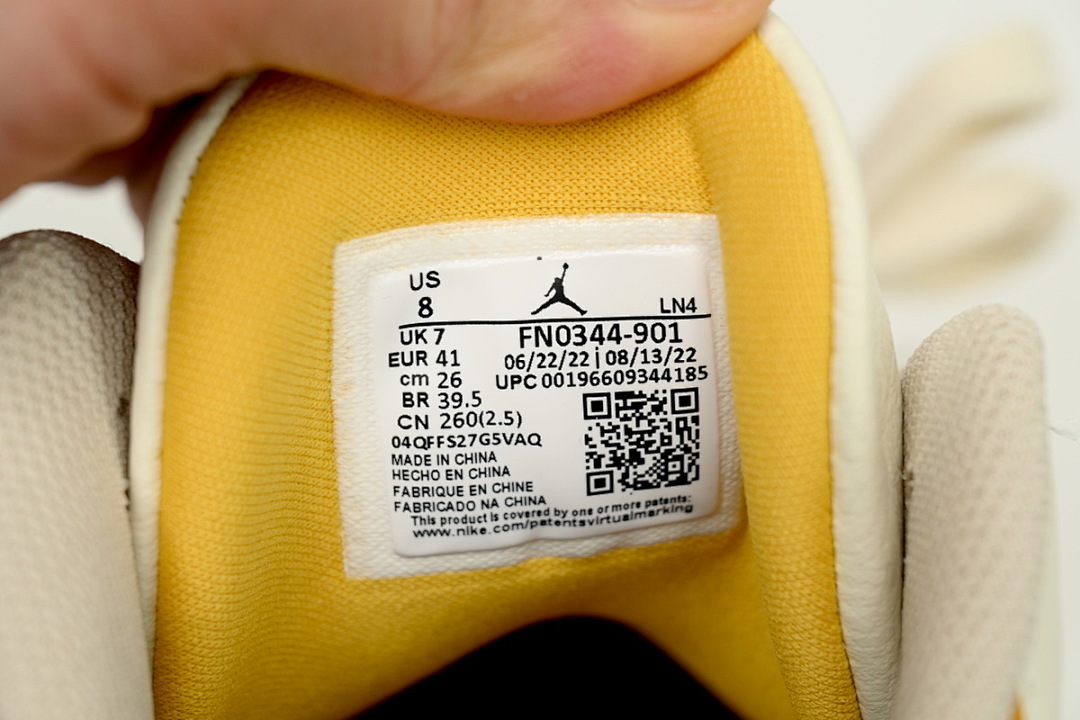 US
8
LN4
UK 7
FN0344-901
EUR 41
06/22/22 | 08/13/22
cm 26
UPC 00196609344185
BR 39.5
CN 260(2.5)
04QFFS27G5VAQ
MADE IN CHINA
HECHO EN CHINA
FABRIQUE EN CHINE
FABRICADO NA CHINA
This product is covered by one or more patents:
www.nike.com/patentsvirtualmarking